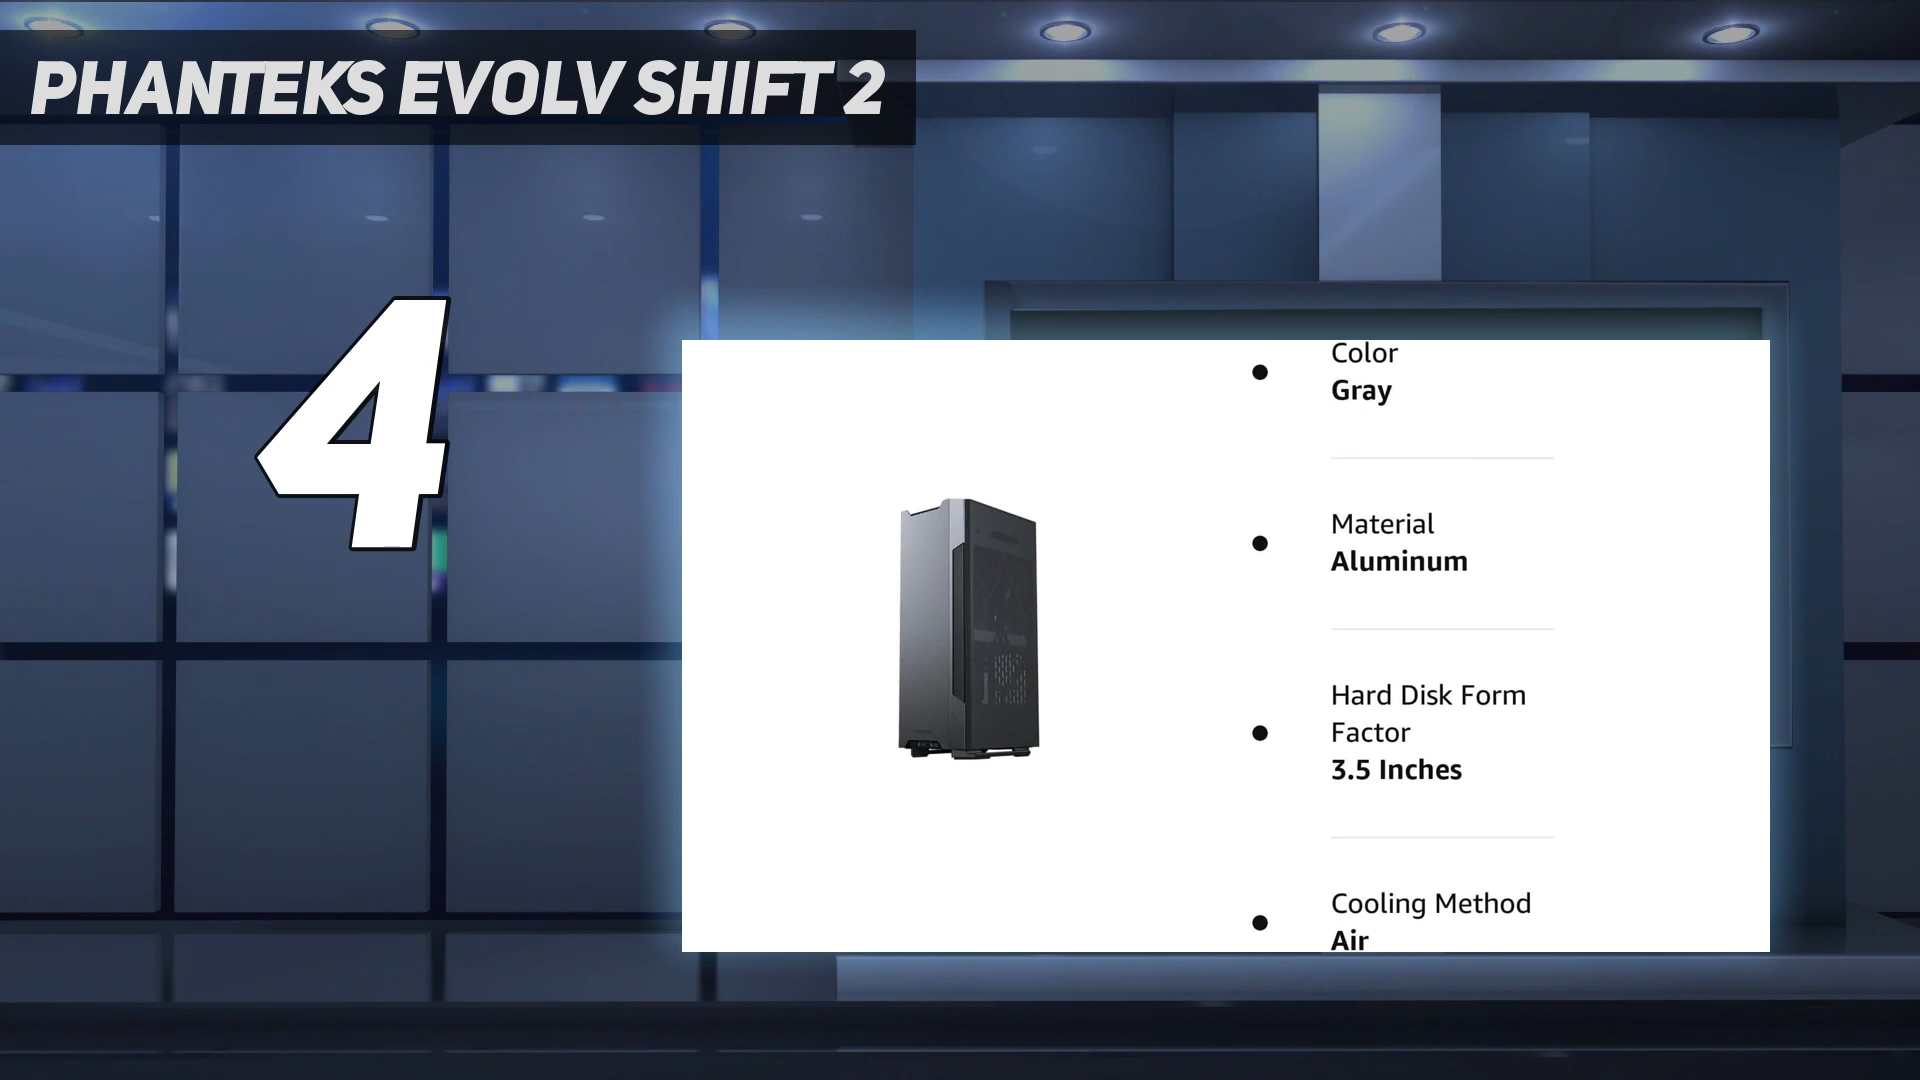 PHANTEKS EVOLV SHIFT 2
4
Color
Gray
Material
Aluminum
Hard Disk Form
Factor
3.5 Inches
Cooling Method
Air